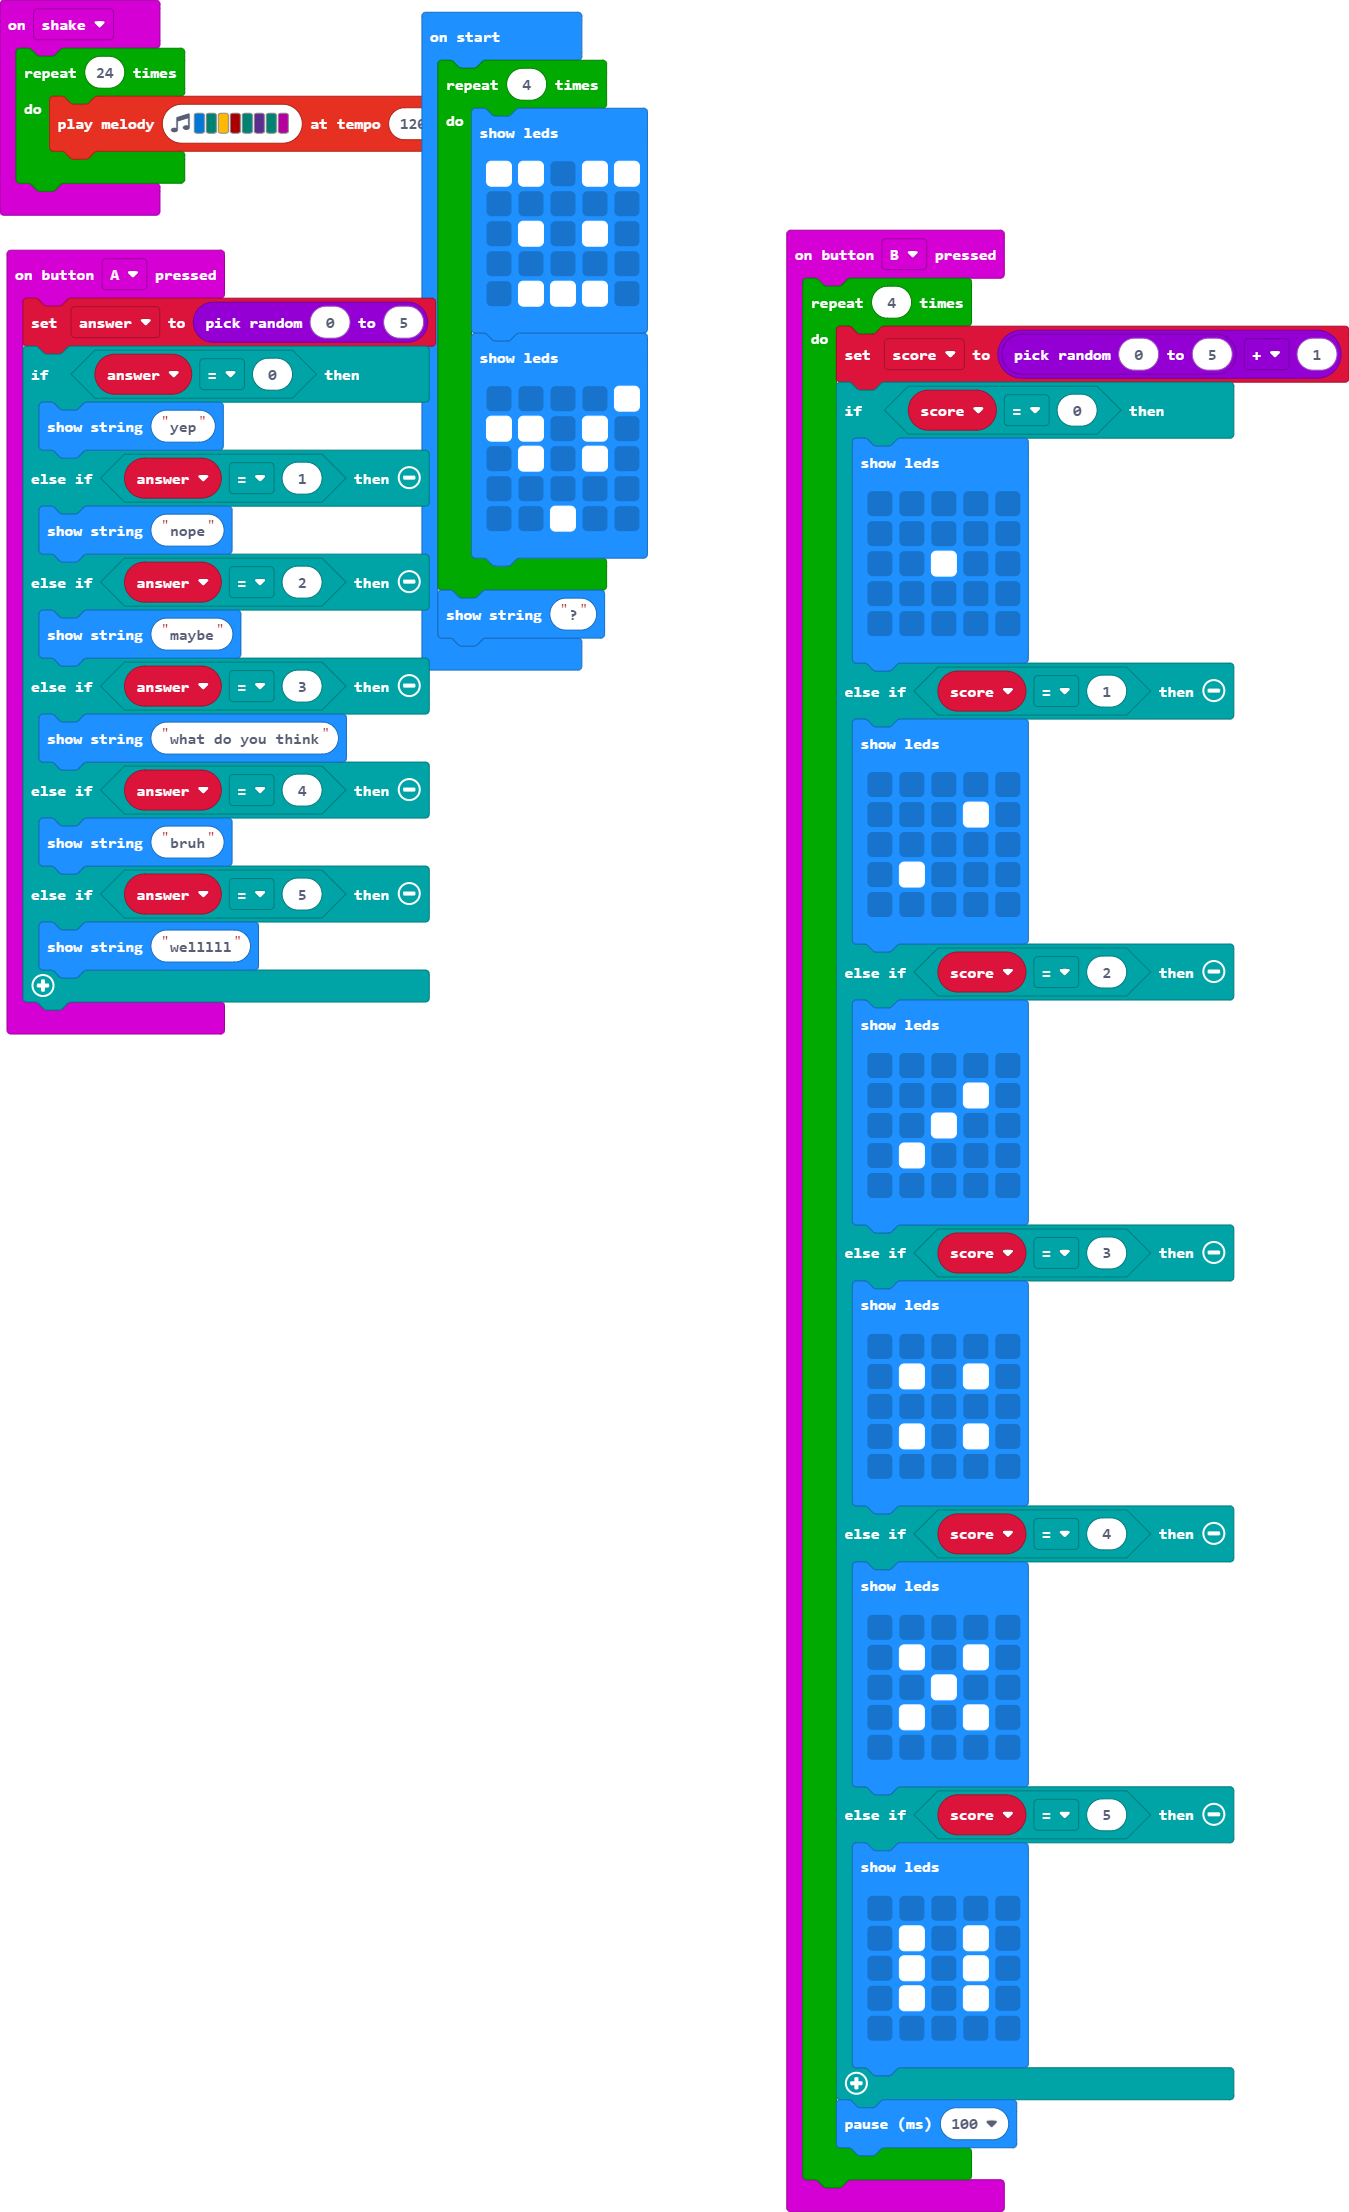 on shake
repeat 24 times
do
play melody at tempo 120
on start
repeat 4 times
do
show leds
show leds
show string "?"
on button A pressed
set answer to pick random 0 to 5
if answer = 0 then
show string "yep"
else if answer = 1 then
show string "nope"
else if answer = 2 then
show string "maybe"
else if answer = 3 then
show string "what do you think"
else if answer = 4 then
show string "bruh"
else if answer = 5 then
show string "welllll"
on button B pressed
repeat 4 times
do
set score to pick random 0 to 5 + 1
if score = 0 then
show leds
else if score = 1 then
show leds
else if score = 2 then
show leds
else if score = 3 then
show leds
else if score = 4 then
show leds
else if score = 5 then
show leds
pause (ms) 100